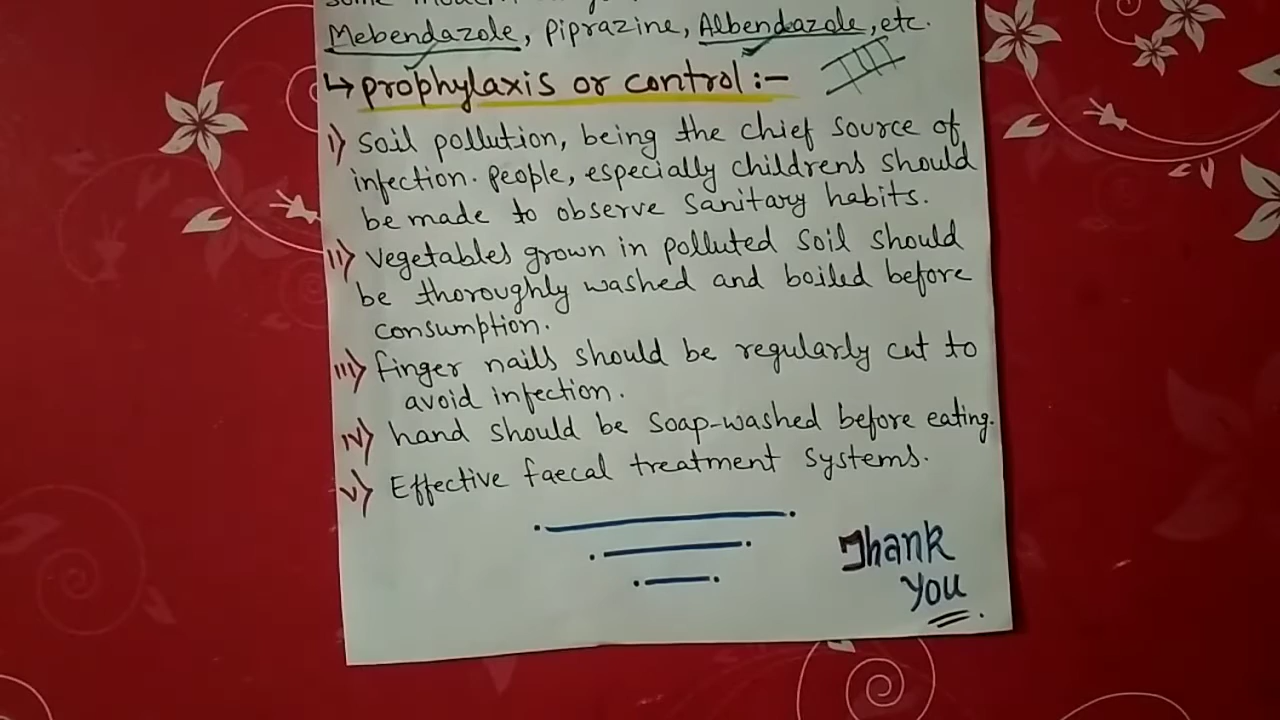 Mebendazole, piprazine, Albendazole, etc.
↳ prophylaxis or control :-
i) Soil pollution, being the chief source of
infection. people, especially childrens should
be made to observe sanitary habits.
ii) Vegetables grown in polluted soil should
be thoroughly washed and boiled before
consumption.
iii) finger nails should be regularly cut to
avoid infection.
iv) hand should be soap-washed before eating.
v) Effective faecal treatment systems.
Thank
you